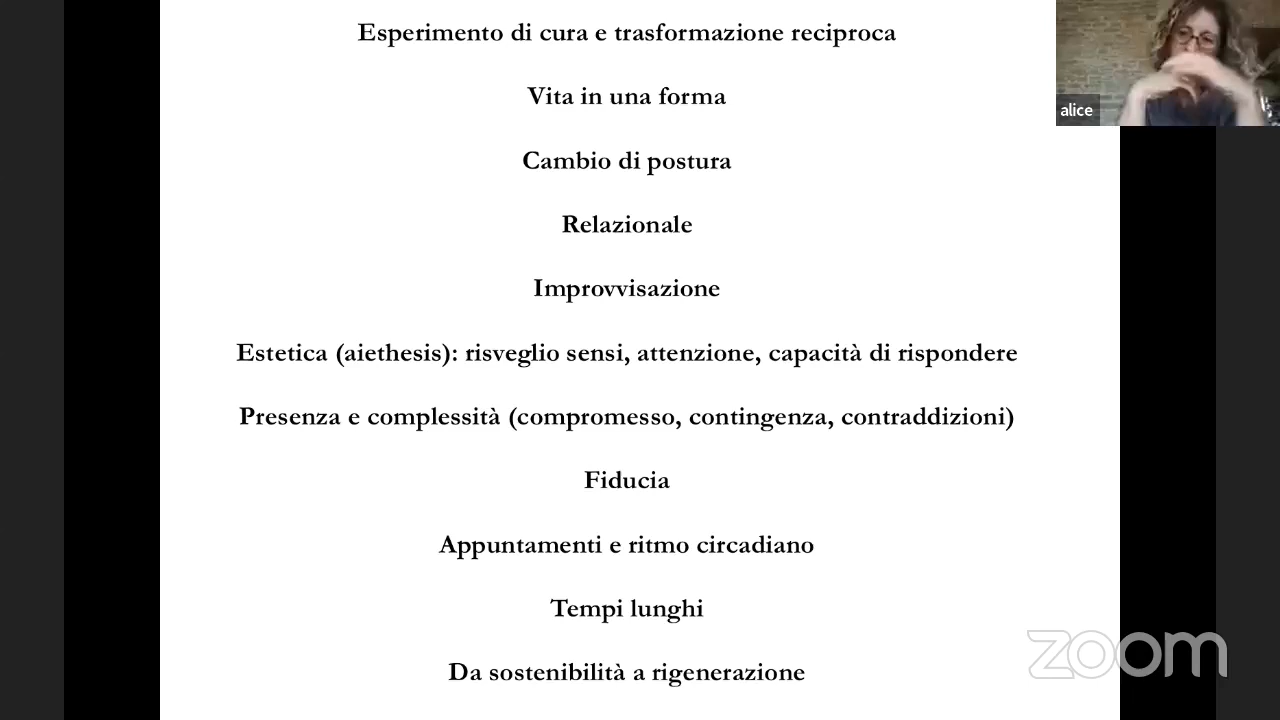 Esperimento di cura e trasformazione reciproca
Vita in una forma
Cambio di postura
Relazionale
Improvvisazione
Estetica (aiethesis): risveglio sensi, attenzione, capacità di rispondere
Presenza e complessità (compromesso, contingenza, contraddizioni)
Fiducia
Appuntamenti e ritmo circadiano
Tempi lunghi
Da sostenibilità a rigenerazione
alice
zoom